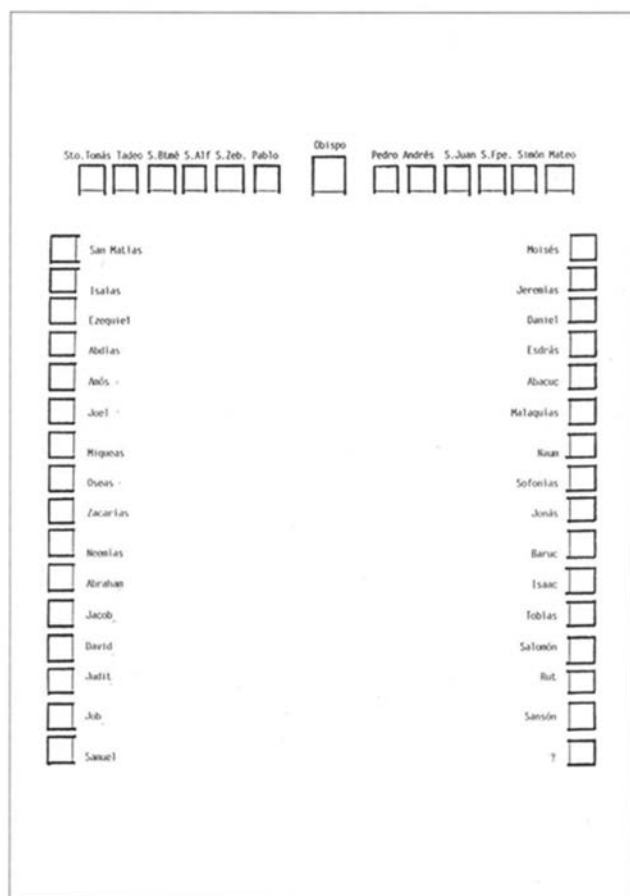 Obispo
Sto.Tomás Tadeo S.Btmé S.Alf S.Zeb. Pablo
Pedro Andrés S.Juan S.Fpe. Simón Mateo
San Matías
Isaías
Ezequiel
Abdías
Amós
Joel
Miqueas
Oseas
Zacarías
Neemías
Abraham
Jacob
David
Judit
Job
Samuel
Moisés
Jeremías
Daniel
Esdrás
Abacuc
Malaquías
Naum
Sofonías
Jonás
Baruc
Isaac
Tobías
Salomón
Rut
Sansón
?